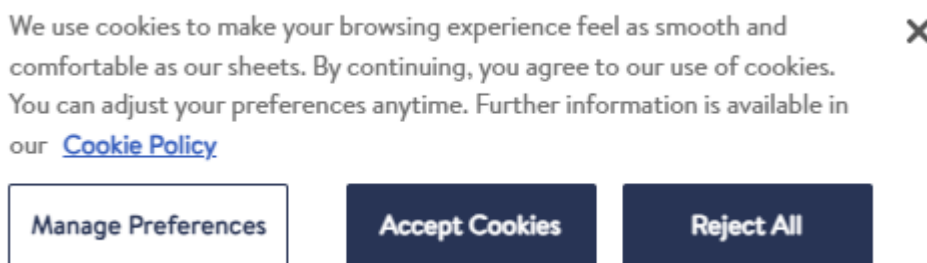 We use cookies to make your browsing experience feel as smooth and
comfortable as our sheets. By continuing, you agree to our use of cookies.
You can adjust your preferences anytime. Further information is available in
our Cookie Policy
Manage Preferences Accept Cookies Reject All